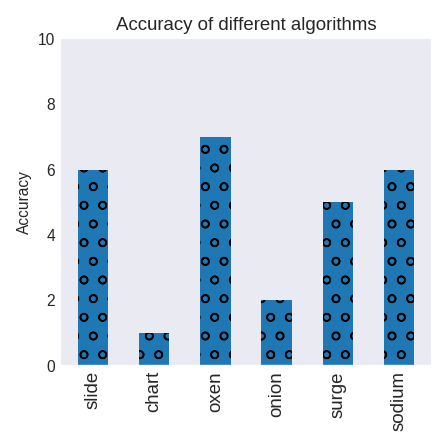 Accuracy of different algorithms
10
8
6
4
2
0
Accuracy
slide
chart
oxen
onion
surge
sodium